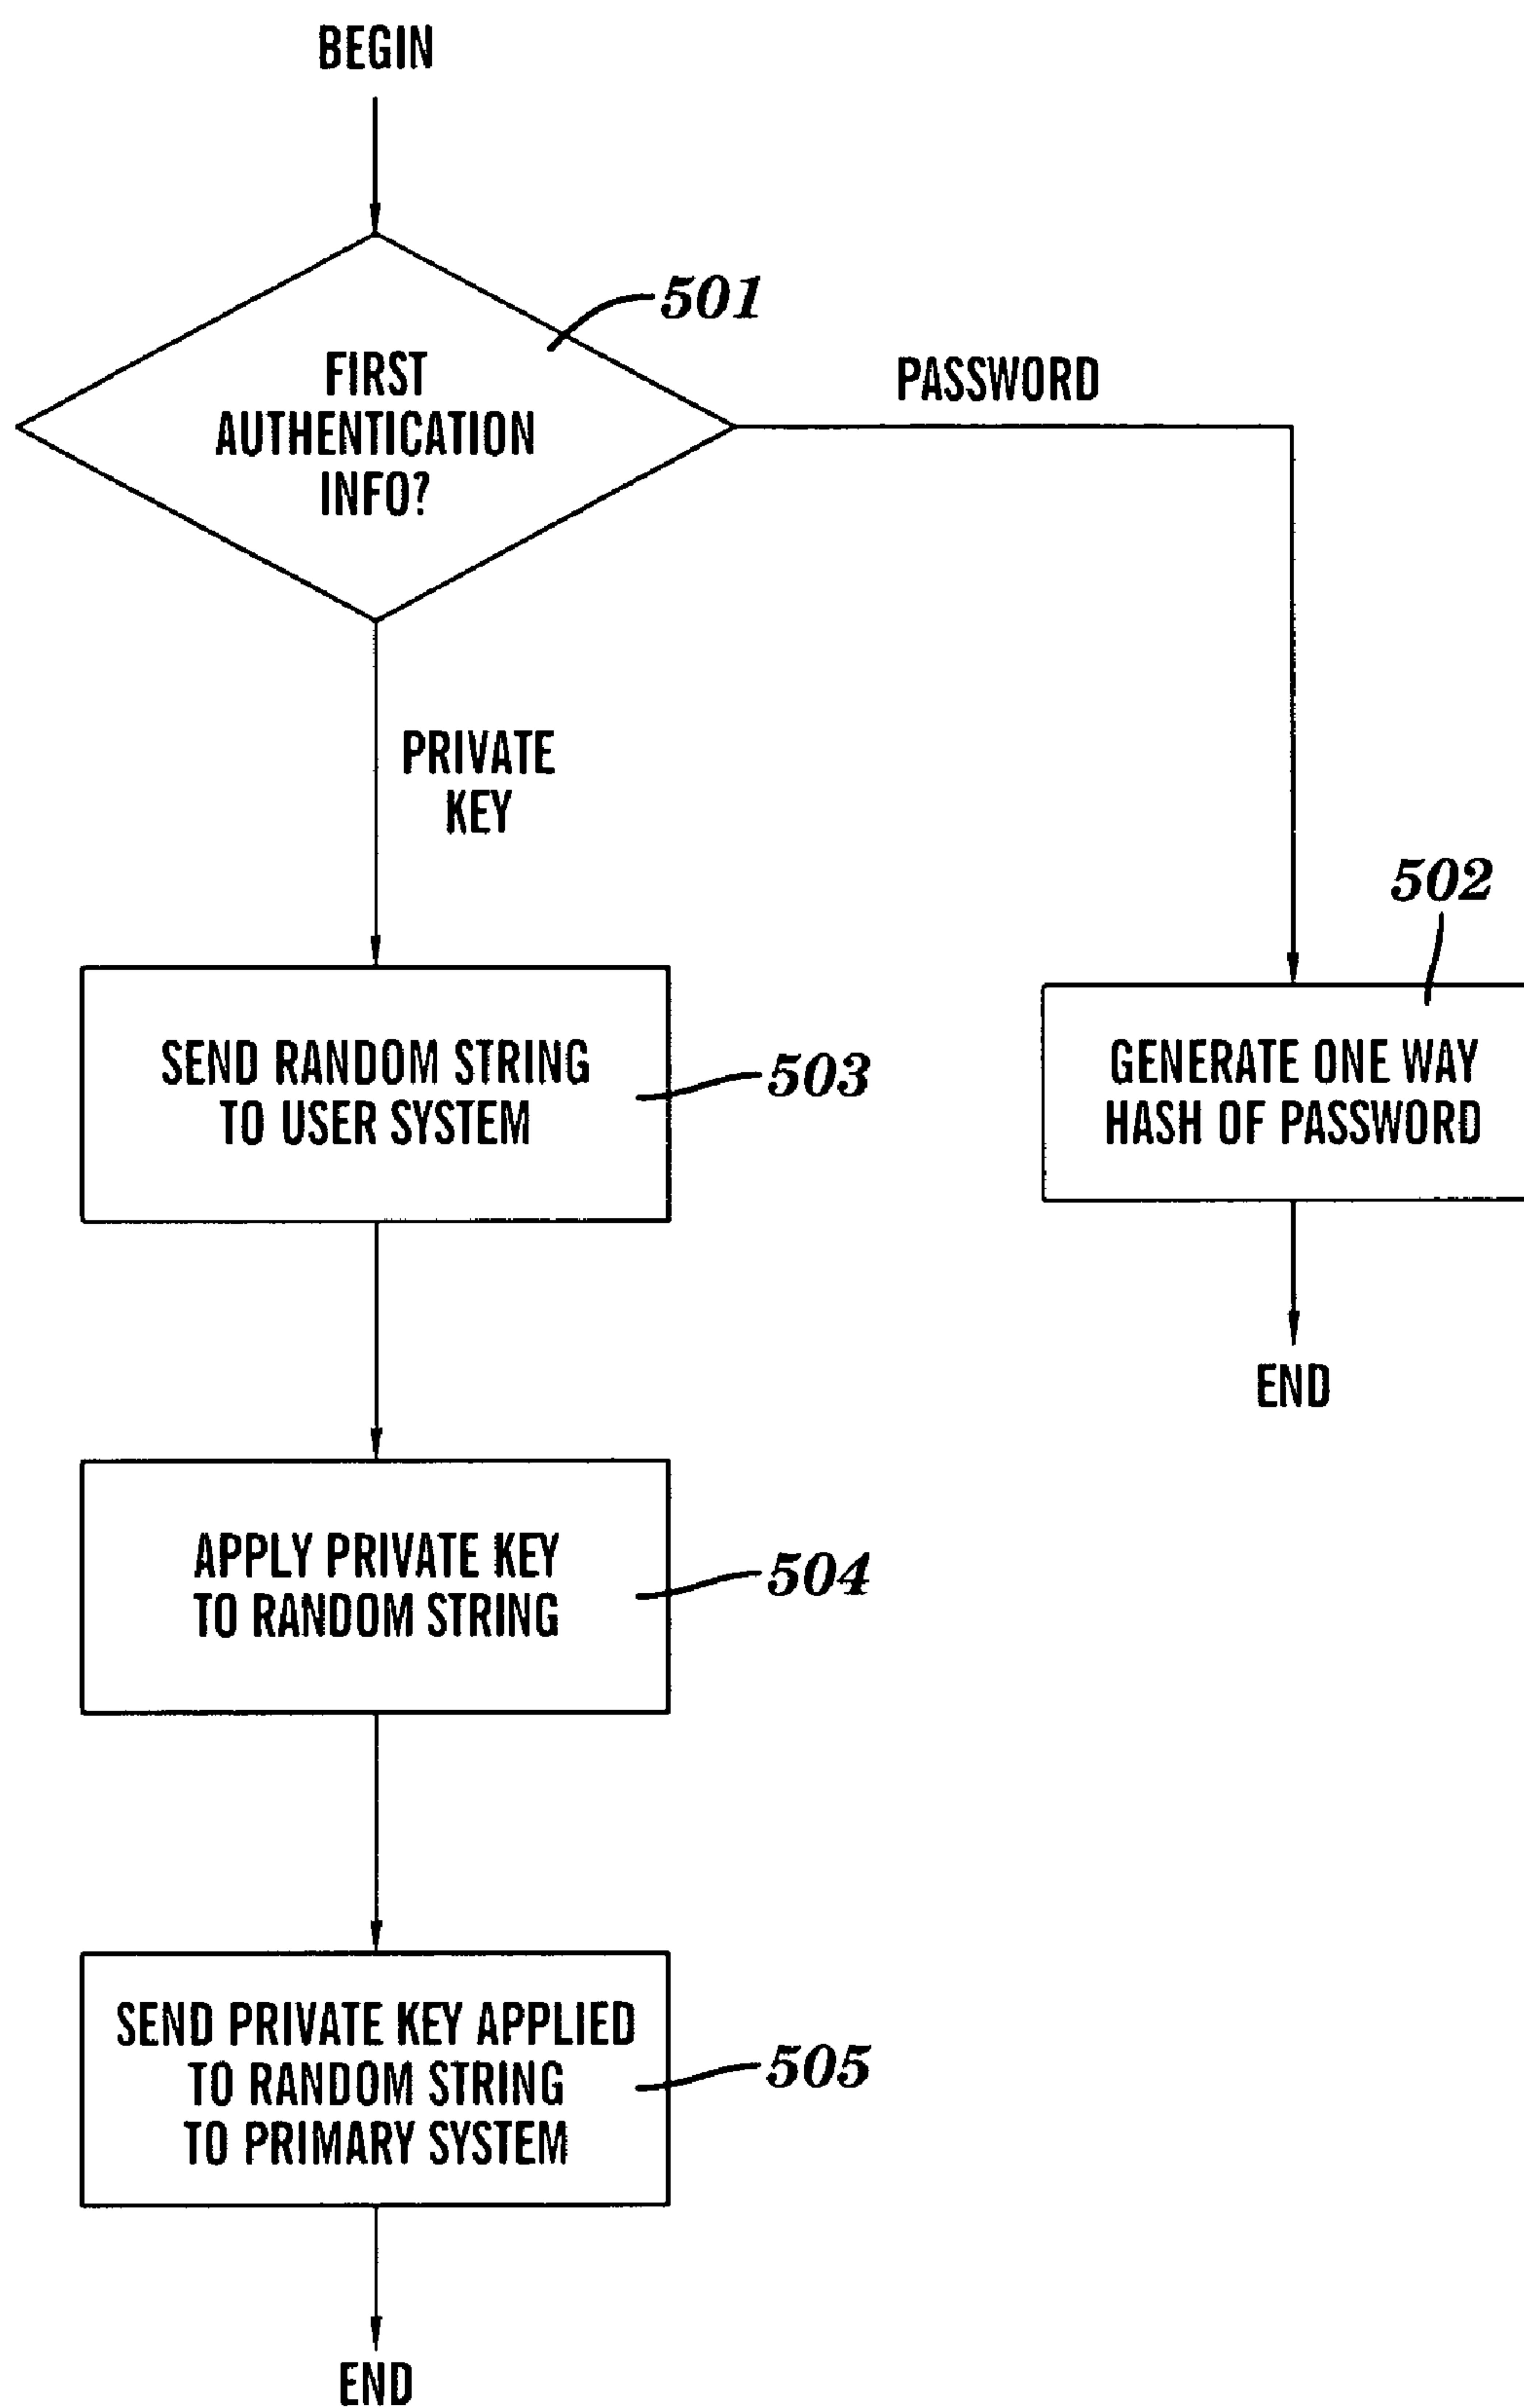 BEGIN
501
FIRST
AUTHENTICATION
INFO?
PASSWORD
PRIVATE
KEY
502
SEND RANDOM STRING
TO USER SYSTEM
503
GENERATE ONE WAY
HASH OF PASSWORD
END
APPLY PRIVATE KEY
TO RANDOM STRING
504
SEND PRIVATE KEY APPLIED
TO RANDOM STRING
TO PRIMARY SYSTEM
505
END